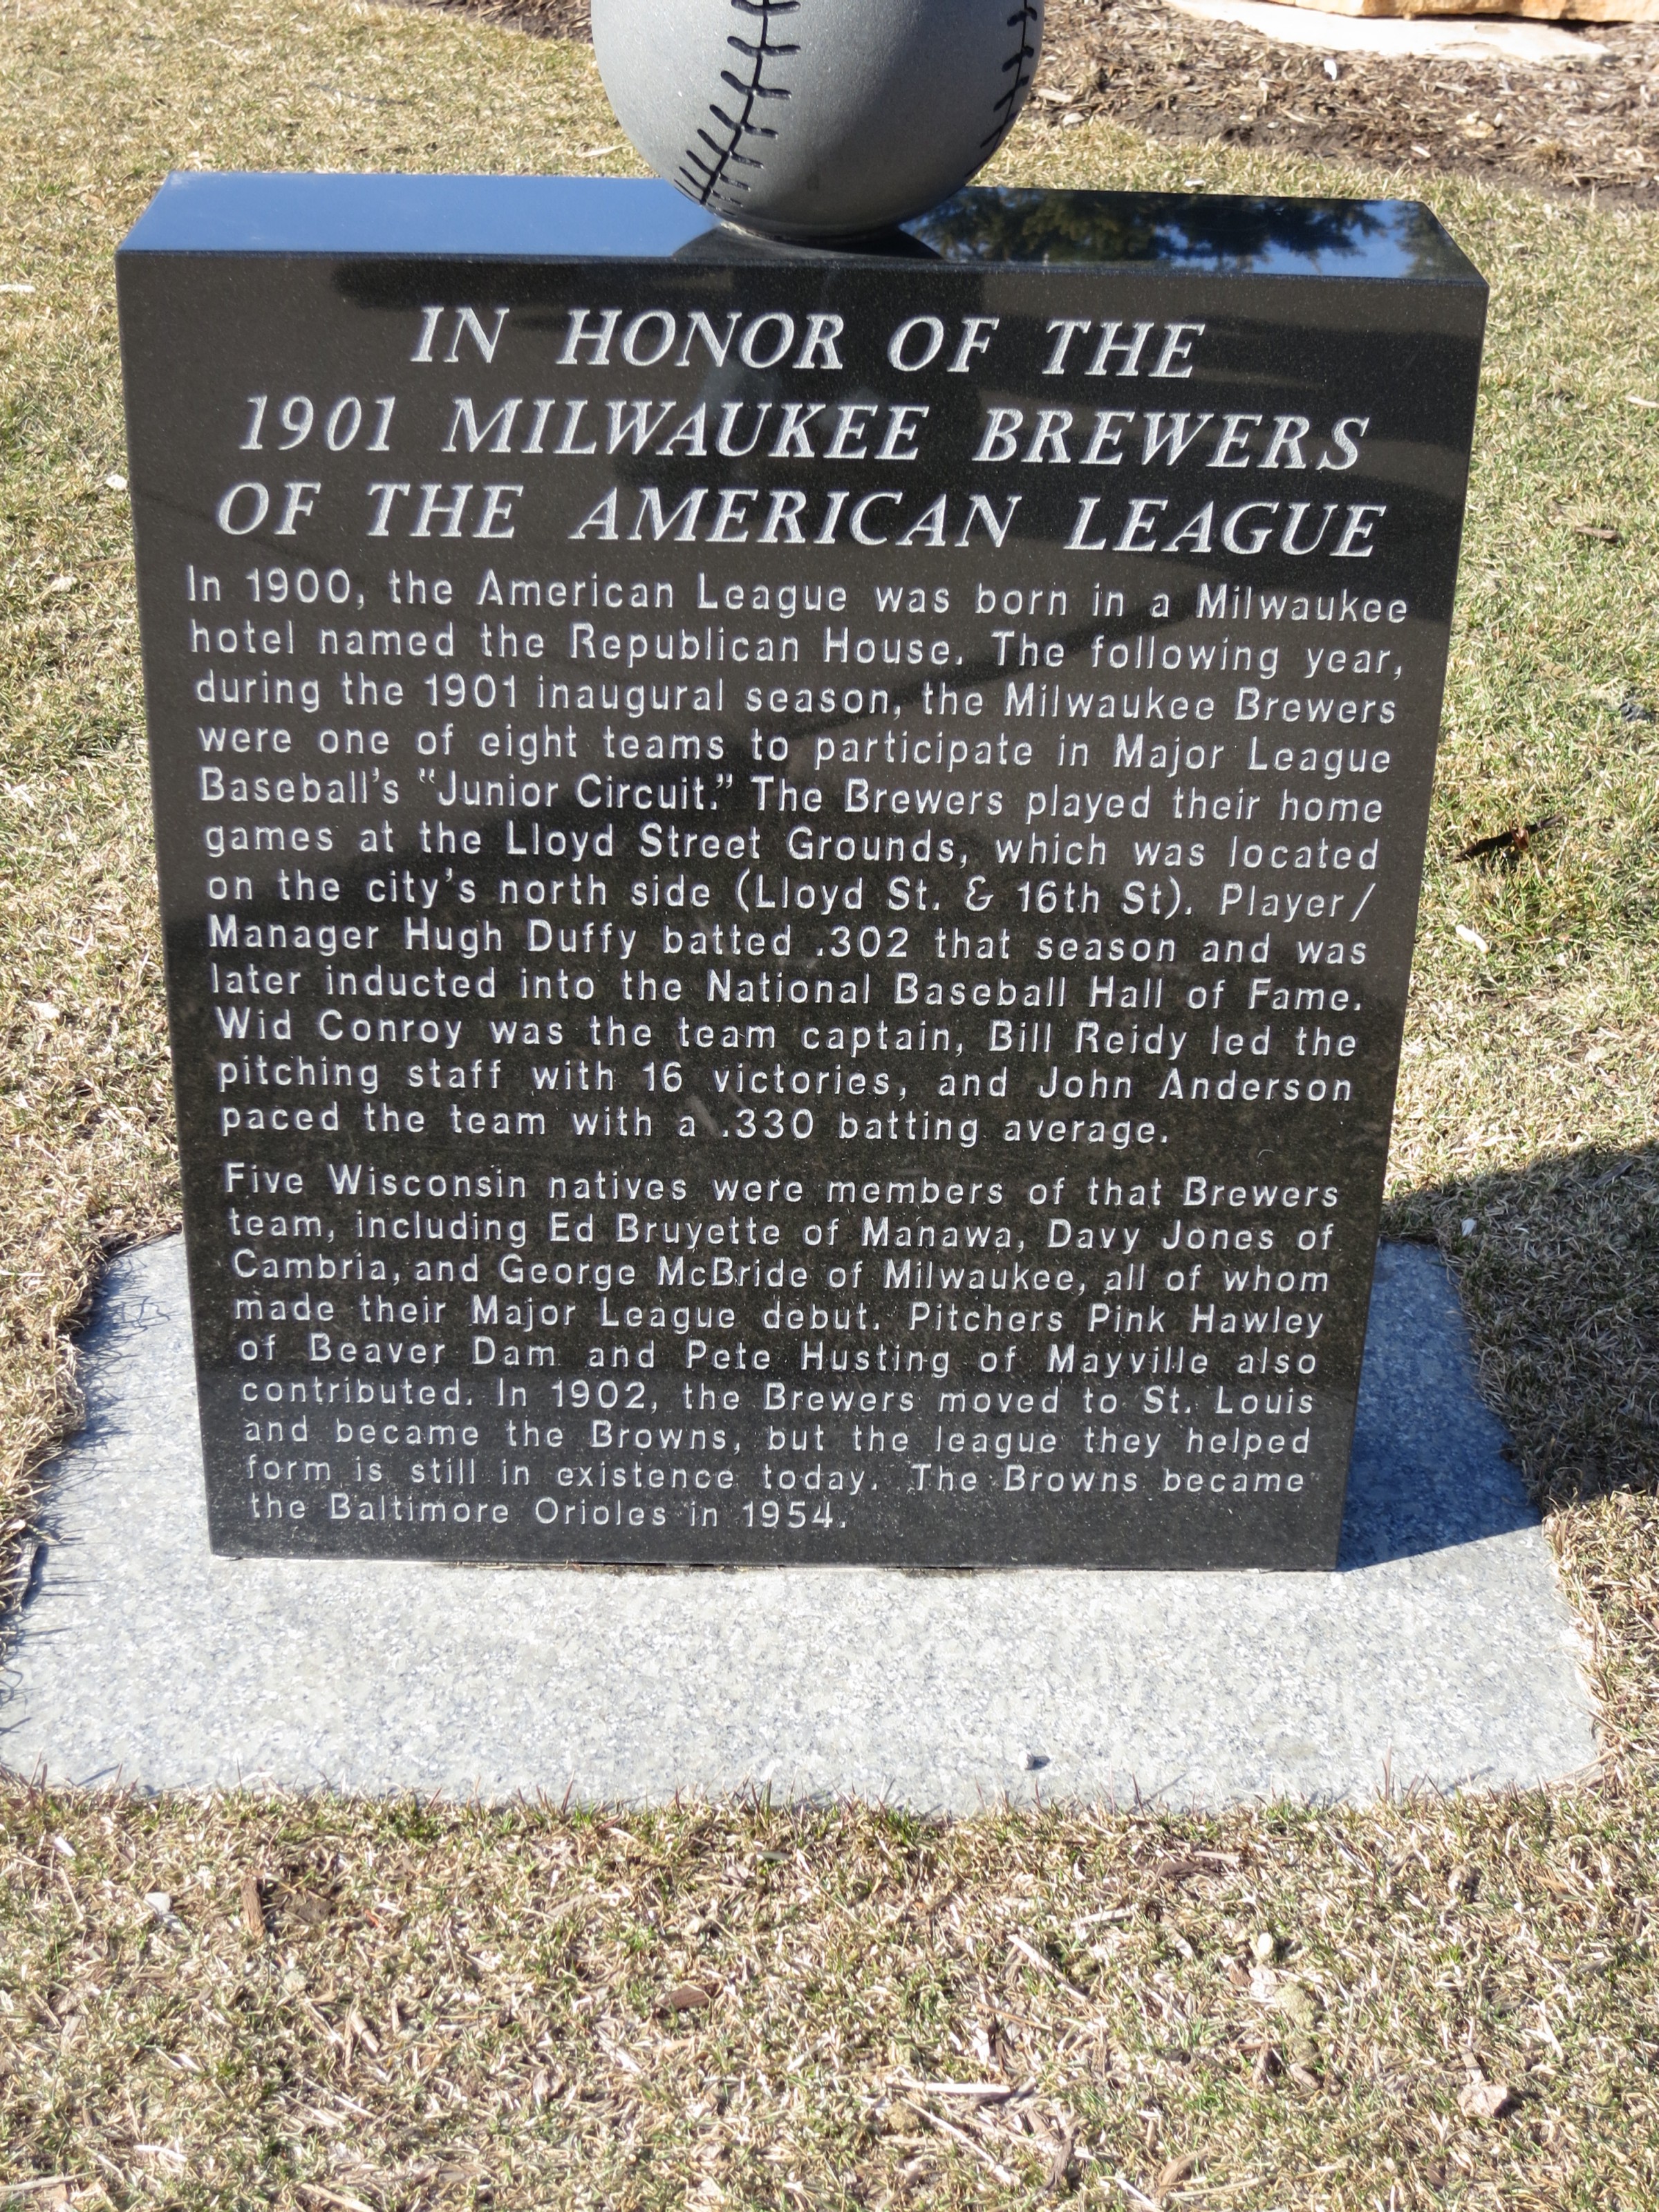 IN HONOR OF THE
1901 MILWAUKEE BREWERS
OF THE AMERICAN LEAGUE
In 1900, the American League was born in a Milwaukee
hotel named the Republican House. The following year,
during the 1901 inaugural season, the Milwaukee Brewers
were one of eight teams to participate in Major League
Baseball's "Junior Circuit." The Brewers played their home
games at the Lloyd Street Grounds, which was located
on the city's north side (Lloyd St. & 16th St). Player/
Manager Hugh Duffy batted .302 that season and was
later inducted into the National Baseball Hall of Fame.
Wid Conroy was the team captain, Bill Reidy led the
pitching staff with 16 victories, and John Anderson
paced the team with a .330 batting average.
Five Wisconsin natives were members of that Brewers
team, including Ed Bruyette of Manawa, Davy Jones of
Cambria, and George McBride of Milwaukee, all of whom
made their Major League debut. Pitchers Pink Hawley
of Beaver Dam and Pete Husting of Mayville also
contributed. In 1902, the Brewers moved to St. Louis
and became the Browns, but the league they helped
form is still in existence today. The Browns became
the Baltimore Orioles in 1954.